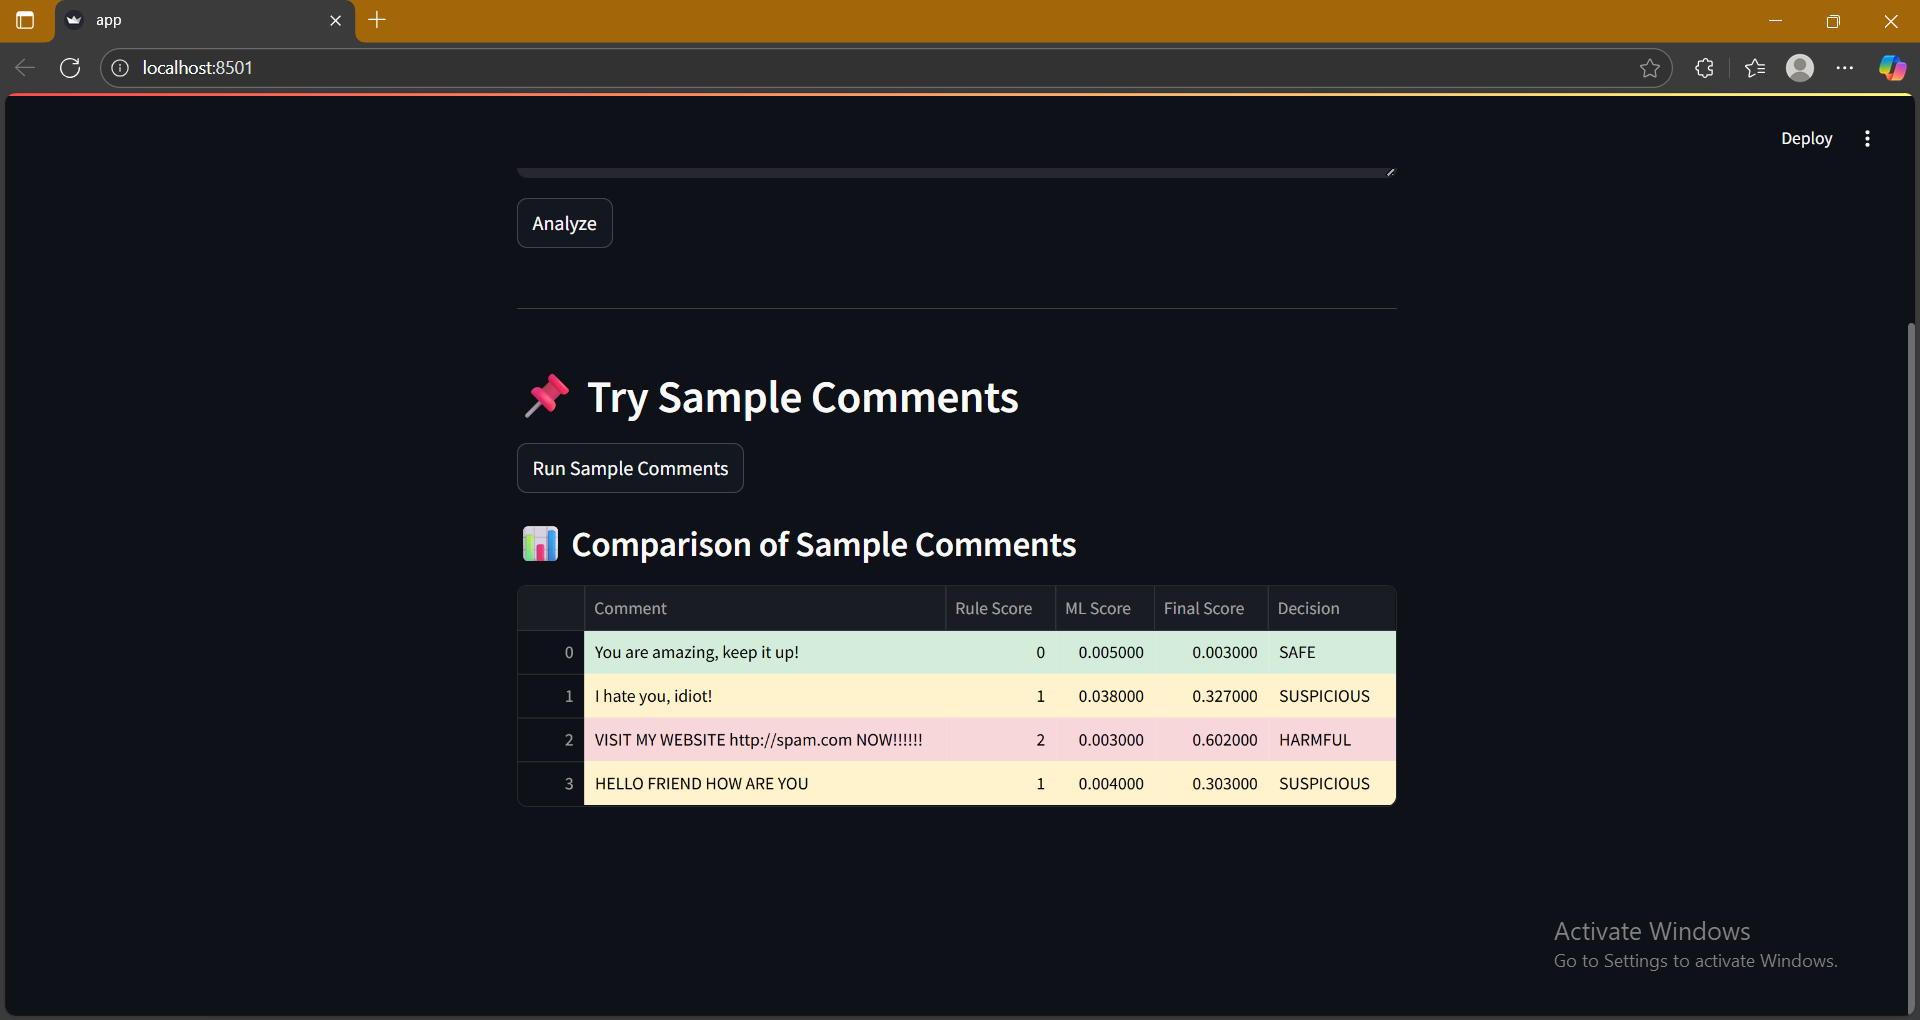 app
localhost:8501
Deploy
Analyze
Try Sample Comments
Run Sample Comments
Comparison of Sample Comments
Comment Rule Score ML Score Final Score Decision
0 You are amazing, keep it up! 0 0.005000 0.003000 SAFE
1 I hate you, idiot! 1 0.038000 0.327000 SUSPICIOUS
2 VISIT MY WEBSITE http://spam.com NOW!!!!!! 2 0.003000 0.602000 HARMFUL
3 HELLO FRIEND HOW ARE YOU 1 0.004000 0.303000 SUSPICIOUS
Activate Windows
Go to Settings to activate Windows.